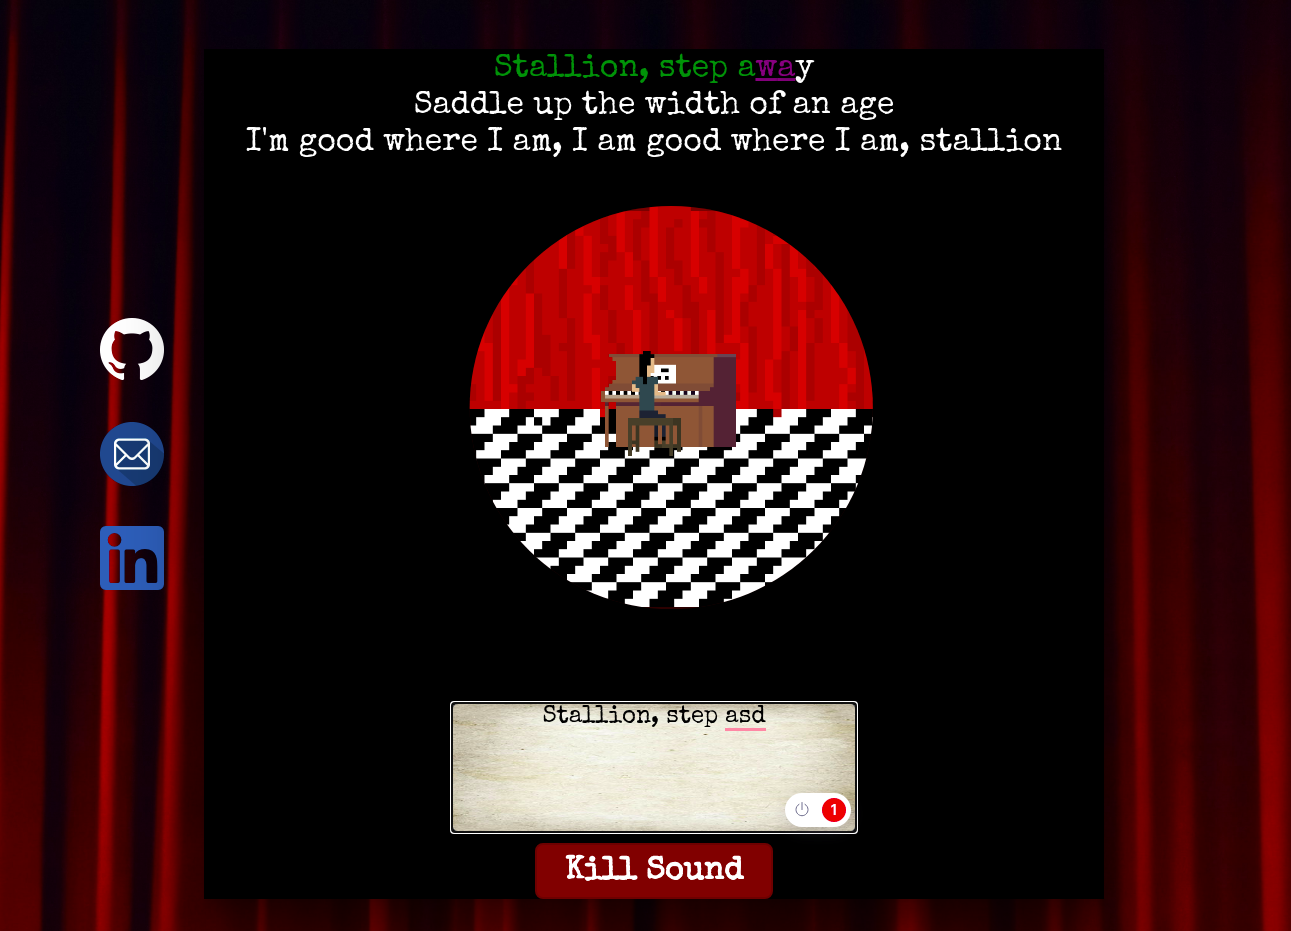 Stallion, step away
Saddle up the width of an age
I'm good where I am, I am good where I am, stallion
in
Stallion, step asd
1
Kill Sound